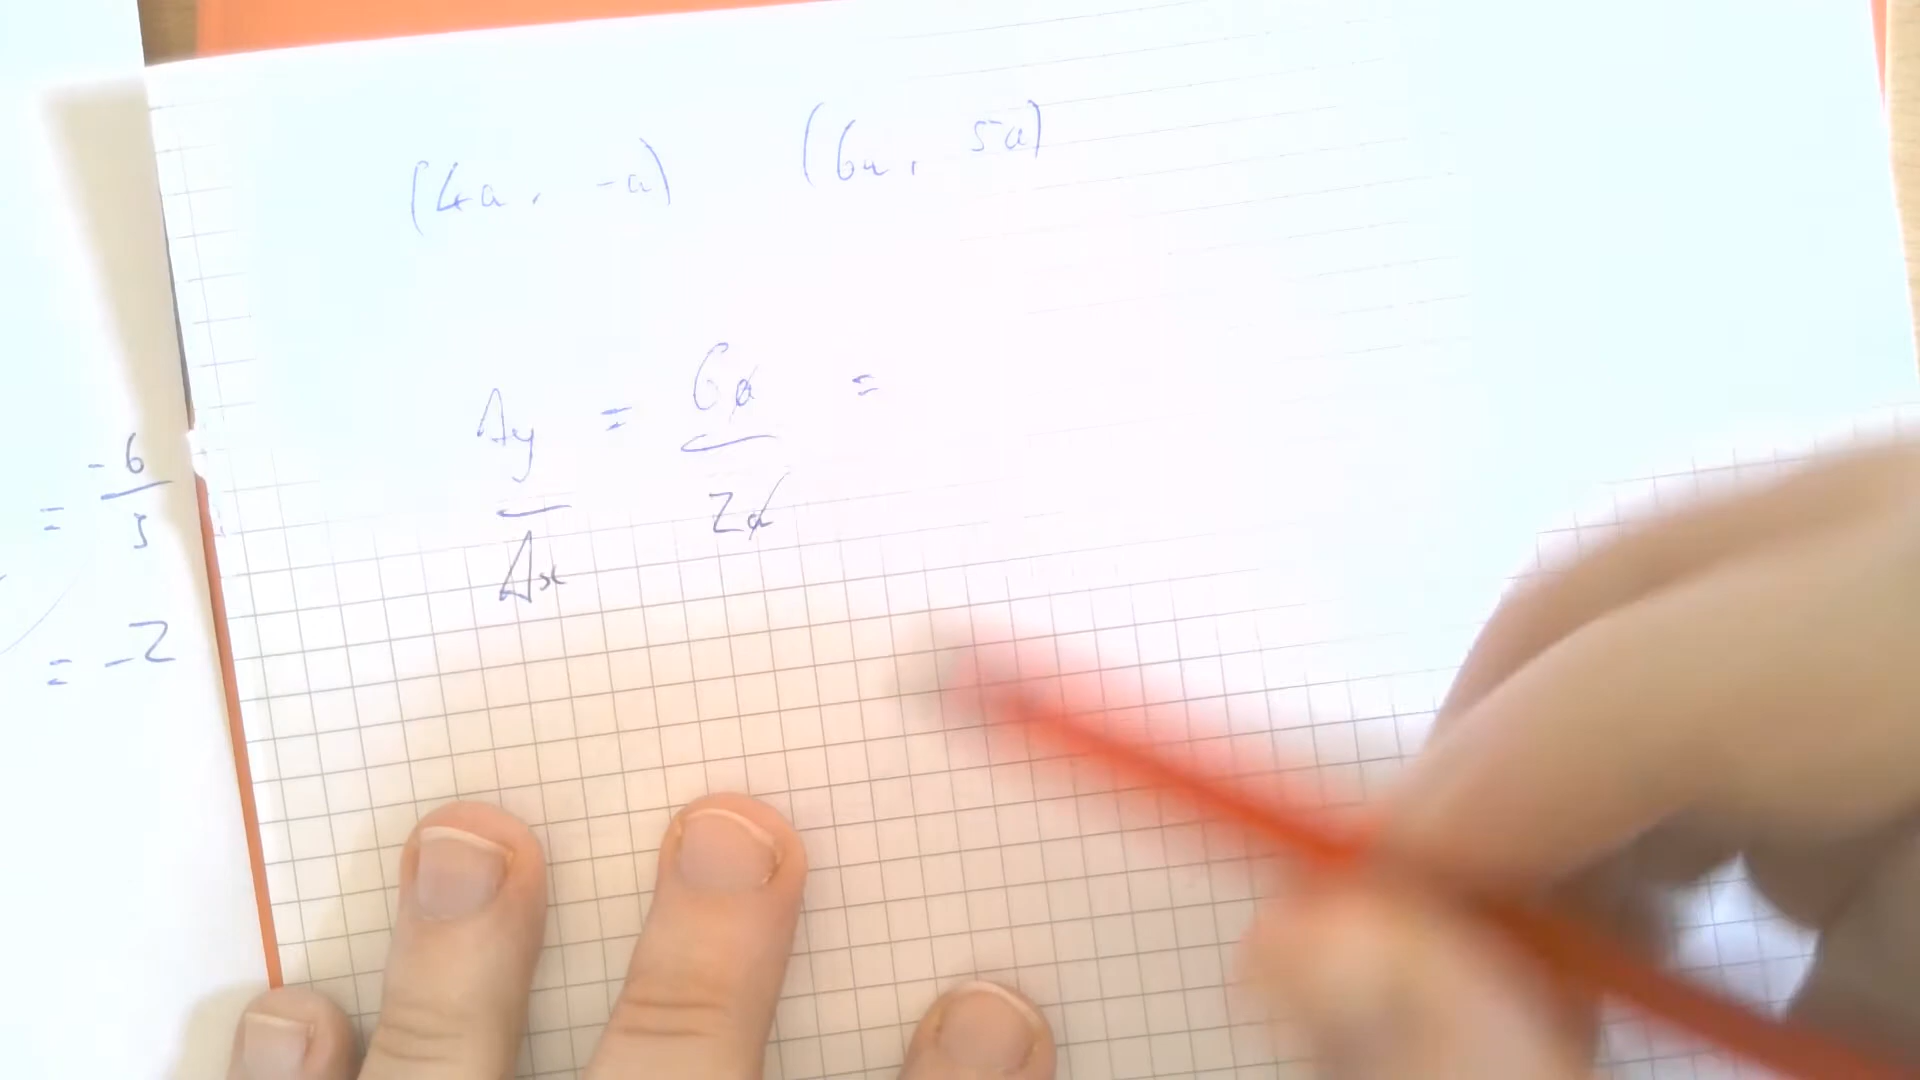 (4a, -a) (6a, 5a)
Δy/Δx = 6a/2a =
= -6/3
= -2